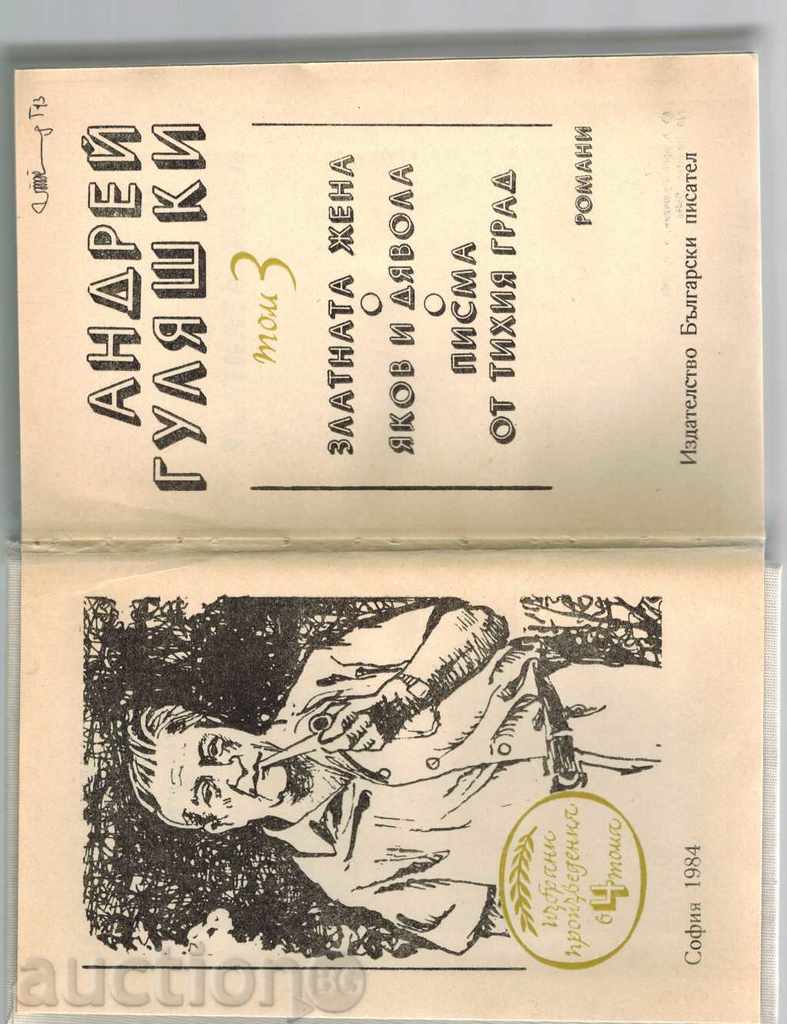 София 1984
избрани
произведения
в 4 тома
АНДРЕЙ
ГУЛЯШКИ
том 3
ЗЛАТНАТА ЖЕНА
ЯКОВ И ДЯВОЛА
ПИСМА
ОТ ТИХИЯ ГРАД
РОМАНИ
Издателство Български писател
auction BG